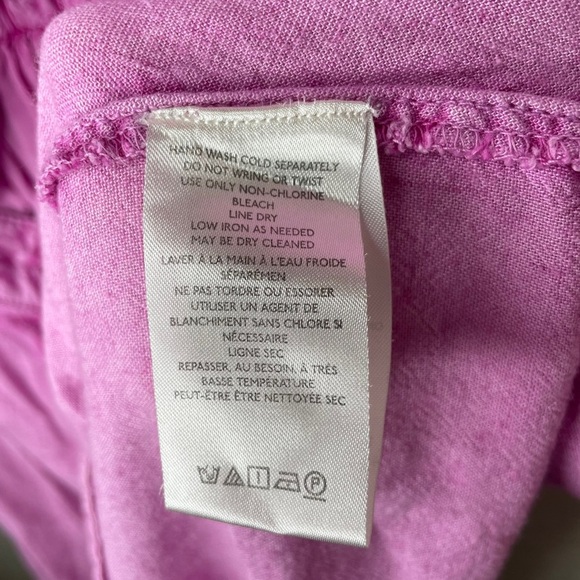 HAND WASH COLD SEPARATELY
DO NOT WRING OR TWIST
USE ONLY NON-CHLORINE
BLEACH
LINE DRY
LOW IRON AS NEEDED
MAY BE DRY CLEANED
LAVER À LA MAIN À L'EAU FROIDE
SÉPARÉMEN
NE PAS TORDRE OU ESSORER
UTILISER UN AGENT DE
BLANCHIMENT SANS CHLORE SI
NÉCESSAIRE
LIGNE SEC
REPASSER, AU BESOIN, À TRÈS
BASSE TEMPÉRATURE
PEUT-ÊTRE ÊTRE NETTOYÉE SEC
P